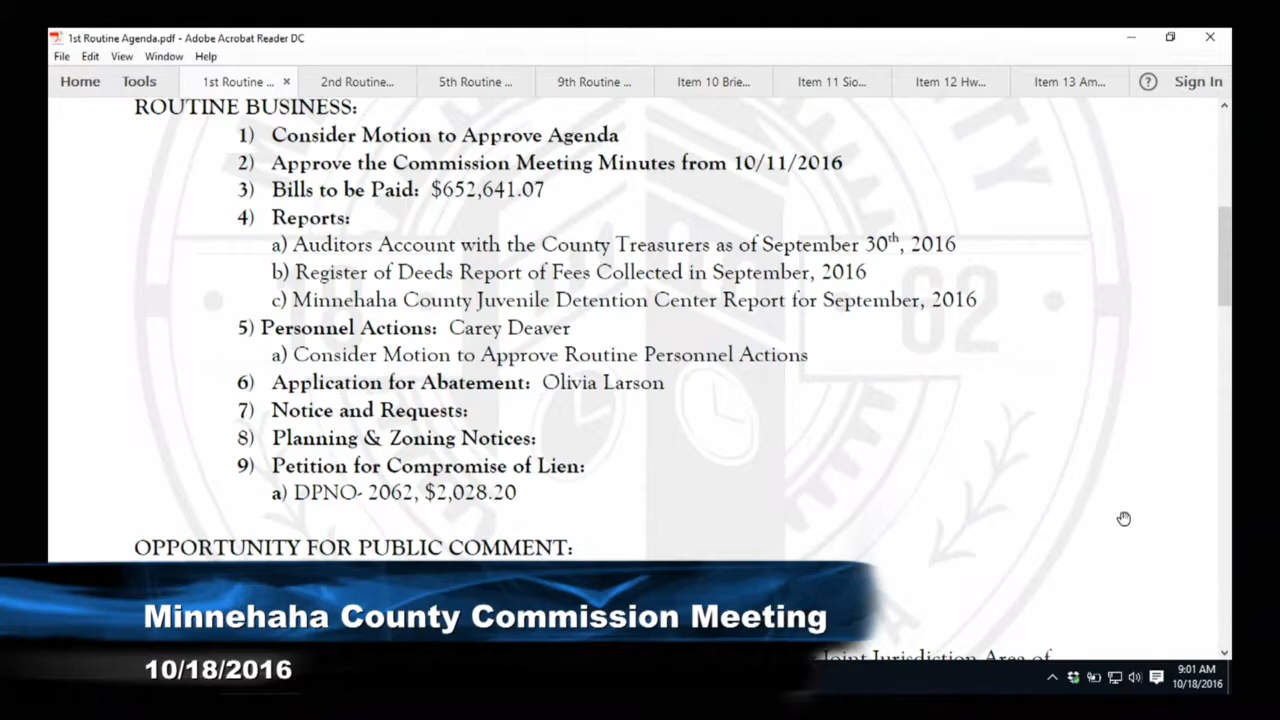 1st Routine Agenda.pdf - Adobe Acrobat Reader DC
File Edit View Window Help
Home Tools 1st Routine ... × 2nd Routine... 5th Routine ... 9th Routine ... Item 10 Brie... Item 11 Sio... Item 12 Hw... Item 13 Am... ? Sign In
ROUTINE BUSINESS:
1) Consider Motion to Approve Agenda
2) Approve the Commission Meeting Minutes from 10/11/2016
3) Bills to be Paid: $652,641.07
4) Reports:
a) Auditors Account with the County Treasurers as of September 30th, 2016
b) Register of Deeds Report of Fees Collected in September, 2016
c) Minnehaha County Juvenile Detention Center Report for September, 2016
5) Personnel Actions: Carey Deaver
a) Consider Motion to Approve Routine Personnel Actions
6) Application for Abatement: Olivia Larson
7) Notice and Requests:
8) Planning & Zoning Notices:
9) Petition for Compromise of Lien:
a) DPNO- 2062, $2,028.20
OPPORTUNITY FOR PUBLIC COMMENT:
Minnehaha County Commission Meeting
Joint Jurisdiction Area of
10/18/2016
9:01 AM
10/18/2016